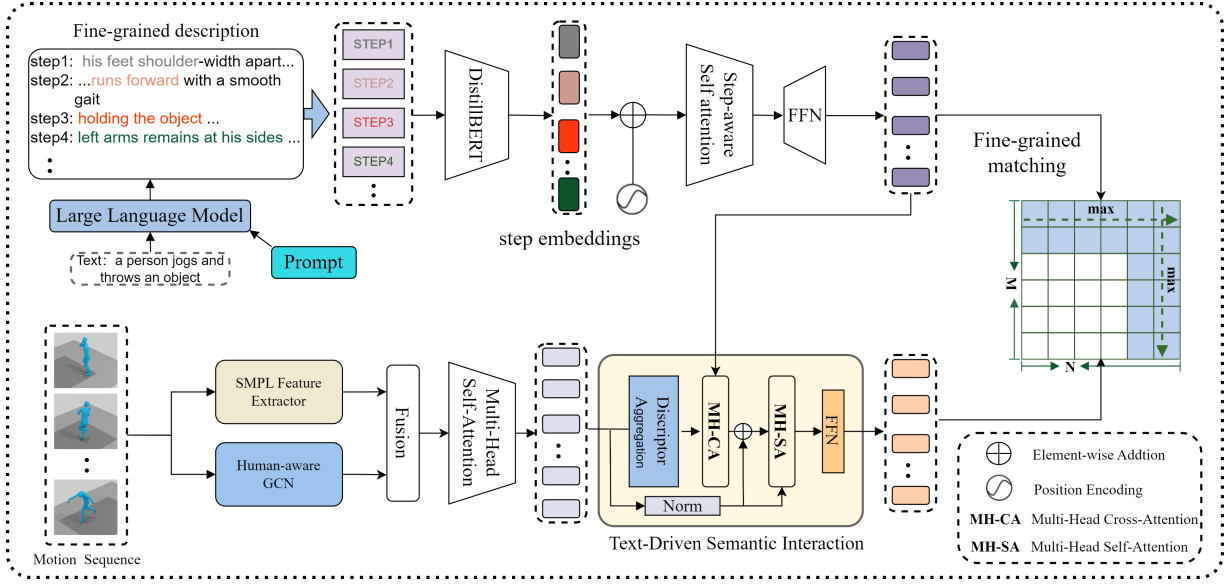 Fine-grained description
step1: his feet shoulder-width apart...
step2: ...runs forward with a smooth
gait
step3: holding the object ...
step4: left arms remains at his sides ...
Large Language Model
Text: a person jogs and
throws an object
Prompt
STEP1
STEP2
STEP3
STEP4
DistillBERT
step embeddings
Step-aware
Self attention
FFN
Fine-grained
matching
max
max
M
N
Motion Sequence
SMPL Feature
Extractor
Human-aware
GCN
Fusion
Multi-Head
Self-Attention
Discriptor
Aggregation
MH-CA
MH-SA
FFN
Norm
Text-Driven Semantic Interaction
Element-wise Addtion
Position Encoding
MH-CA Multi-Head Cross-Attention
MH-SA Multi-Head Self-Attention